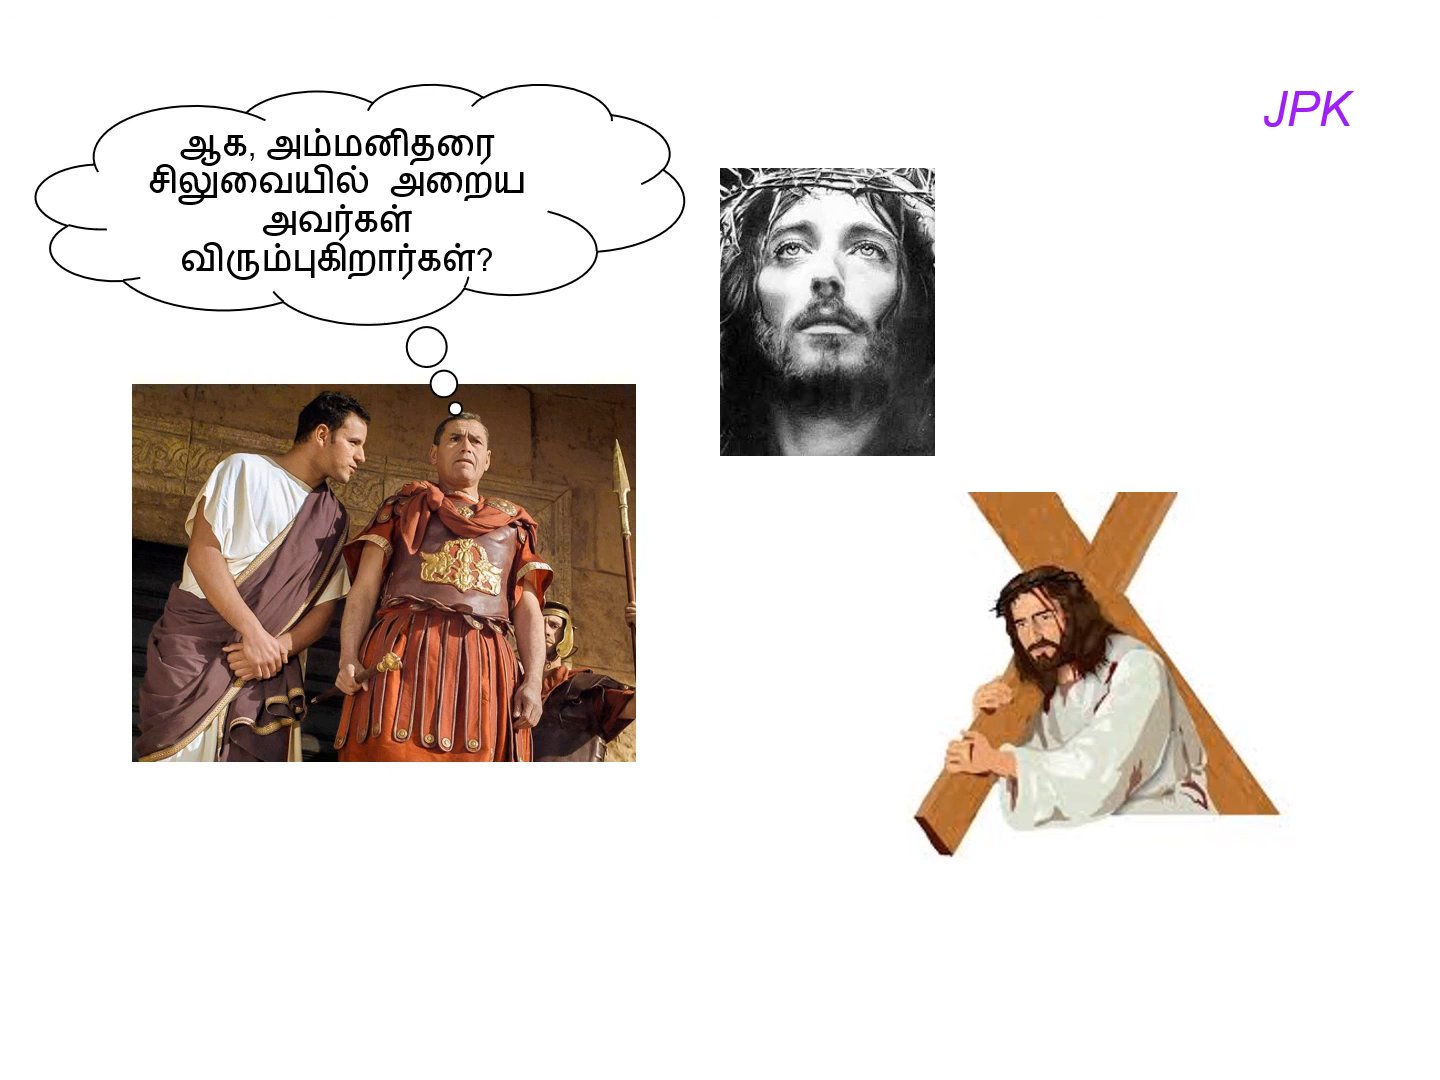 ஆக, அம்மனிதரை
சிலுவையில் அறைய
அவர்கள்
விரும்புகிறார்கள்?
JPK